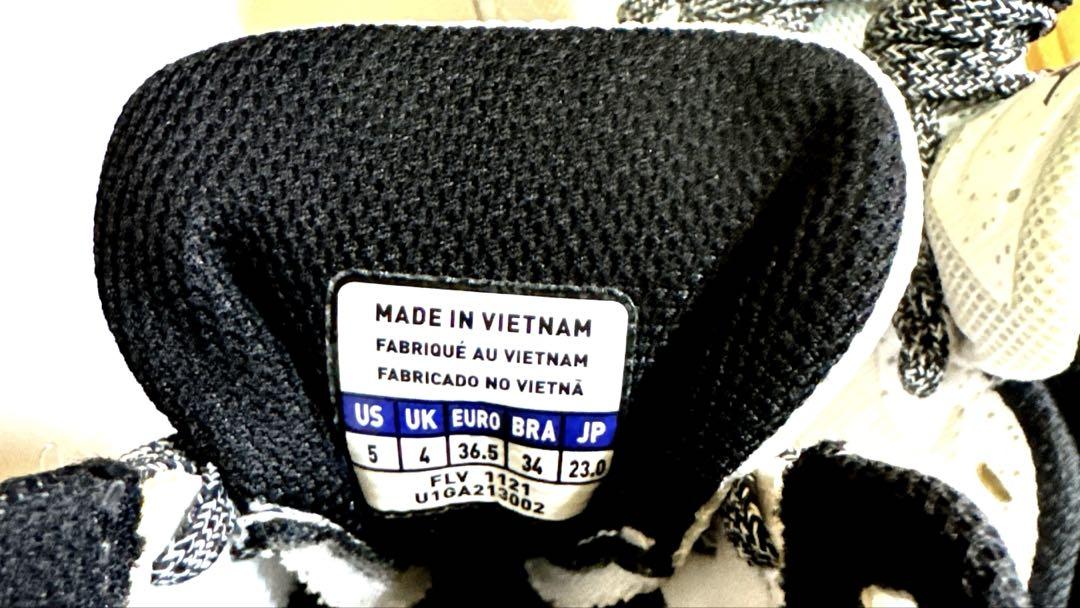 MADE IN VIETNAM
FABRIQUÉ AU VIETNAM
FABRICADO NO VIETNÃ
US UK EURO BRA JP
5 4 36.5 34 23.0
FLV 1121
U1GA213002